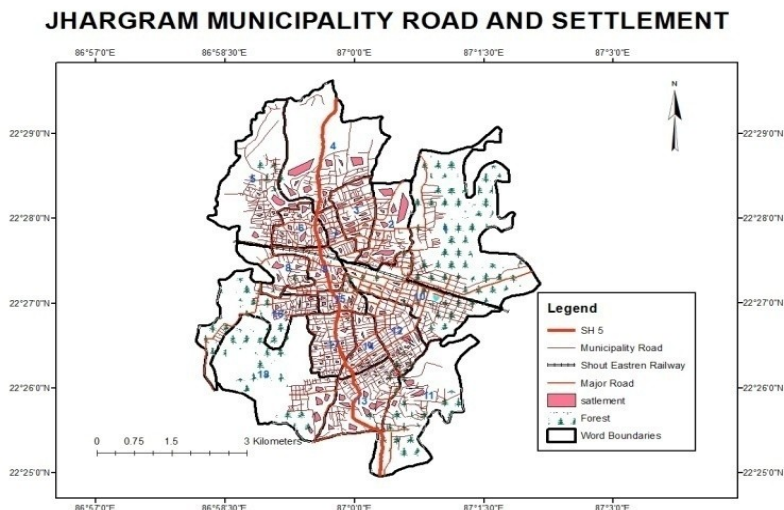 JHARGRAM MUNICIPALITY ROAD AND SETTLEMENT
86°57'0"E 86°58'30"E 87°0'0"E 87°1'30"E 87°3'0"E
N
22°29'0"N 22°29'0"N
4
5
22°28'0"N 22°28'0"N
3
2
6
8
22°27'0"N 22°27'0"N
10
15
12
14
22°26'0"N 22°26'0"N
18
13
11
22°25'0"N 22°25'0"N
0 0.75 1.5 3 Kilometers
Legend
SH 5
Municipality Road
Shout Eastren Railway
Major Road
satlement
Forest
Word Boundaries
86°57'0"E 86°58'30"E 87°0'0"E 87°1'30"E 87°3'0"E